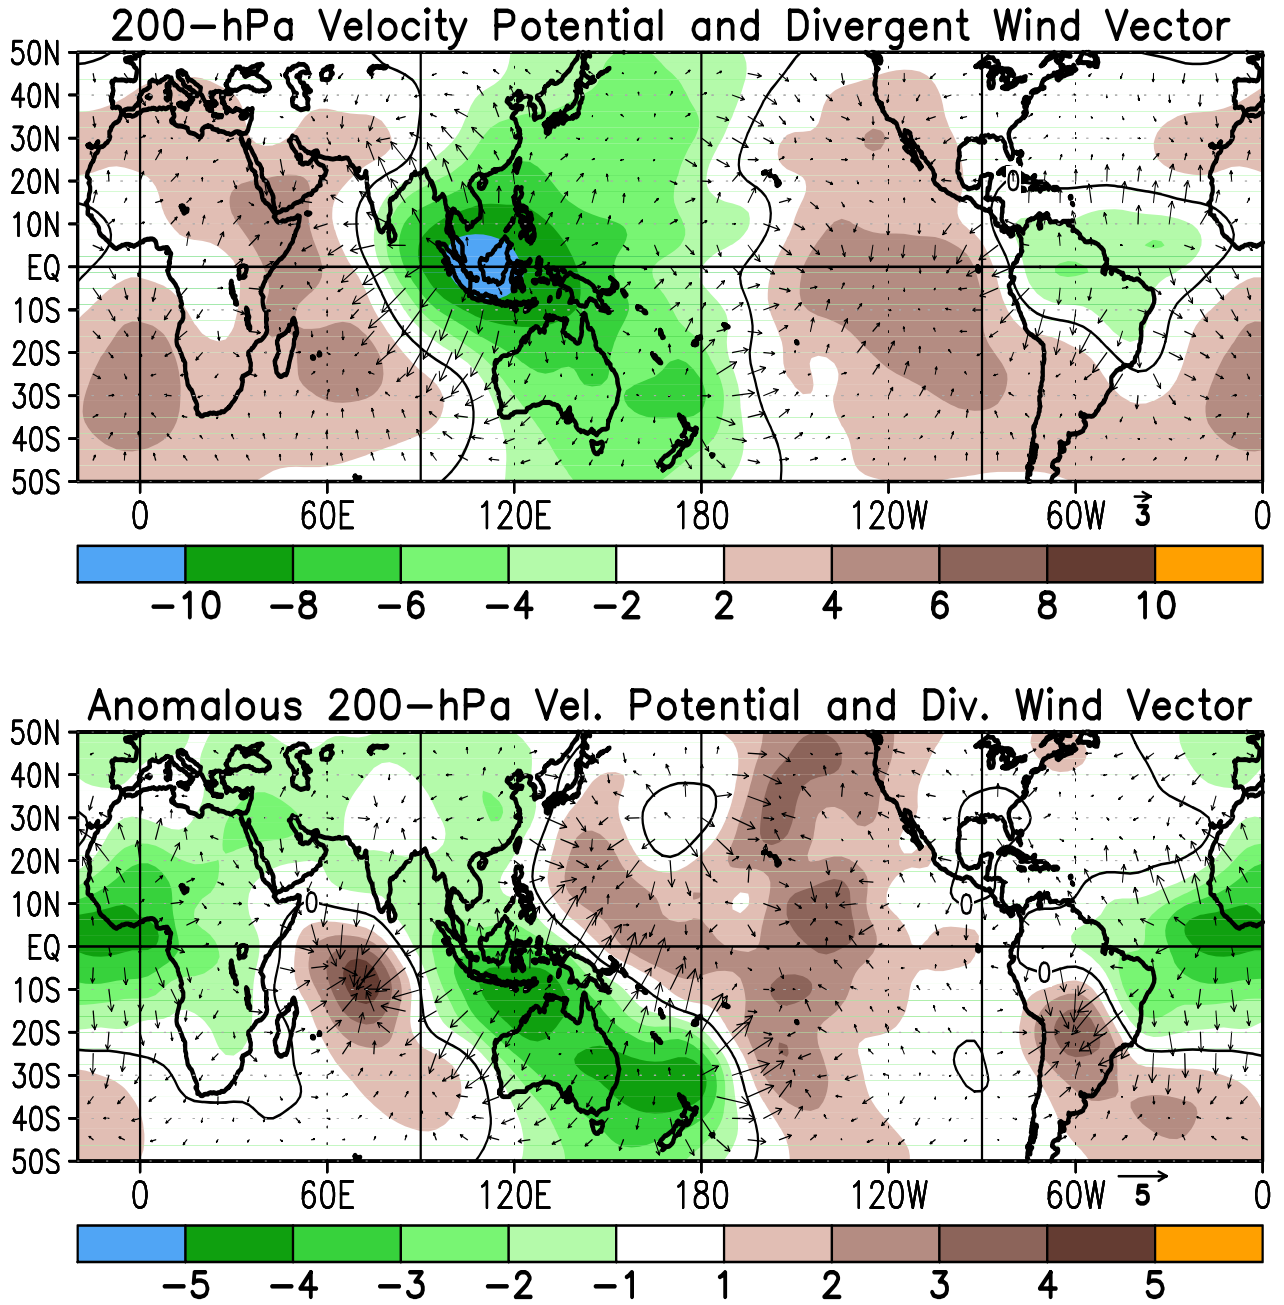 200-hPa Velocity Potential and Divergent Wind Vector
50N
40N
30N
20N
10N
EQ
10S
20S
30S
40S
50S
0
0 60E 120E 180 120W 60W 3 0
-10 -8 -6 -4 -2 2 4 6 8 10
Anomalous 200-hPa Vel. Potential and Div. Wind Vector
50N
40N
30N
20N
10N
0 0
EQ
0
10S
20S
30S
40S
50S
0 60E 120E 180 120W 60W 5 0
-5 -4 -3 -2 -1 1 2 3 4 5